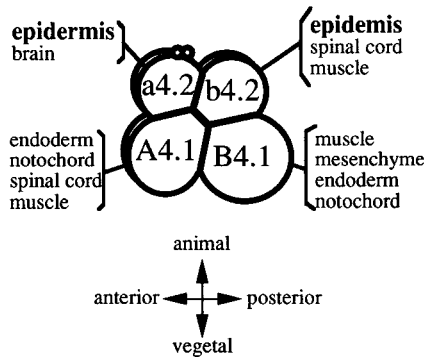 epidermis
brain
epidemis
spinal cord
muscle
a4.2
b4.2
A4.1
B4.1
endoderm
notochord
spinal cord
muscle
muscle
mesenchyme
endoderm
notochord
animal
anterior
posterior
vegetal